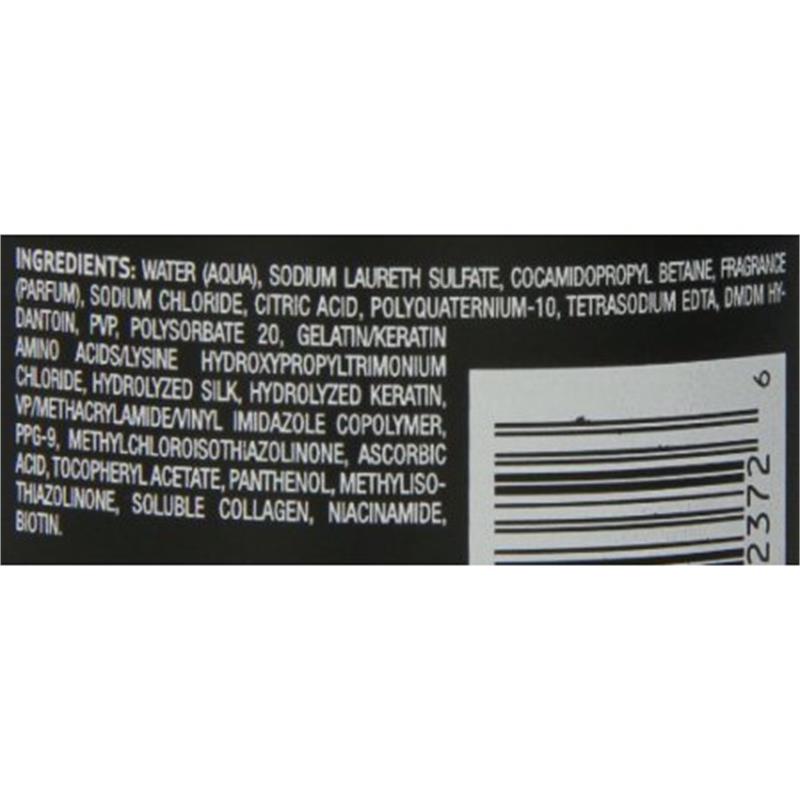 INGREDIENTS: WATER (AQUA), SODIUM LAURETH SULFATE, COCAMIDOPROPYL BETAINE, FRAGRANCE
(PARFUM), SODIUM CHLORIDE, CITRIC ACID, POLYQUATERNIUM-10, TETRASODIUM EDTA, DMDM HY-
DANTOIN, PVP, POLYSORBATE 20, GELATIN/KERATIN
AMINO ACIDS/LYSINE HYDROXYPROPYLTRIMONIUM
CHLORIDE, HYDROLYZED SILK, HYDROLYZED KERATIN,
VP/METHACRYLAMIDE/VINYL IMIDAZOLE COPOLYMER,
PPG-9, METHYLCHLOROISOTHIAZOLINONE, ASCORBIC
ACID, TOCOPHERYL ACETATE, PANTHENOL, METHYLISO-
THIAZOLINONE, SOLUBLE COLLAGEN, NIACINAMIDE,
BIOTIN.
6
2372